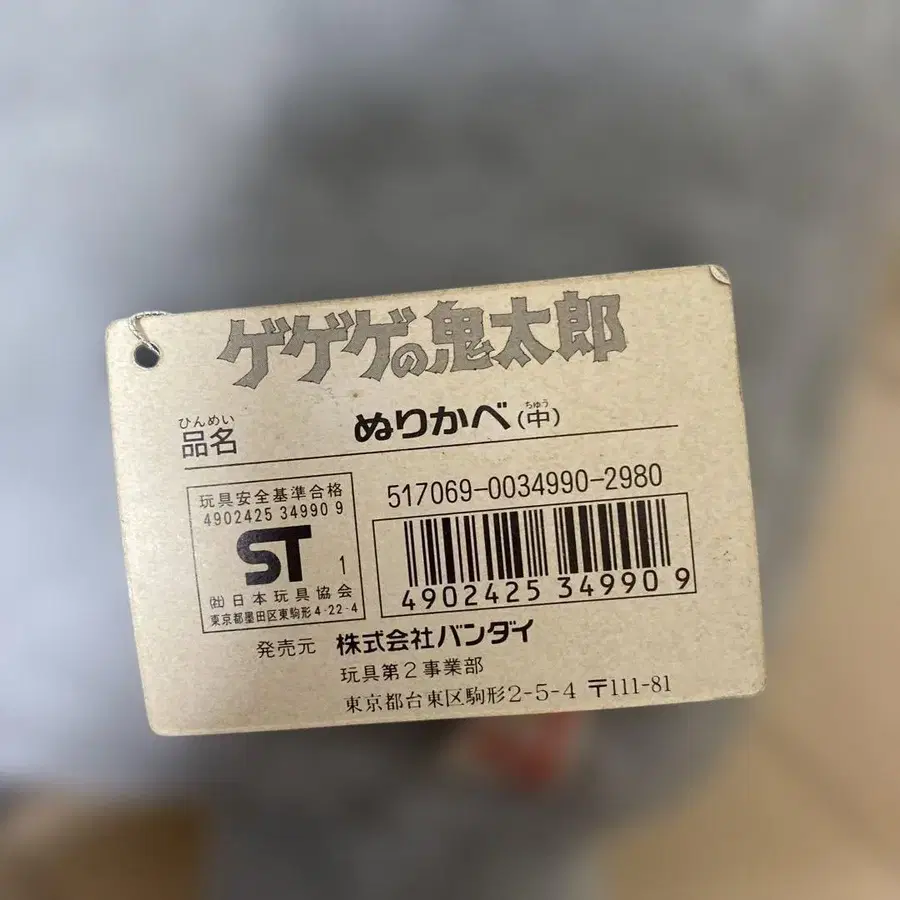 ゲゲゲの鬼太郎
ひんめい
品名
ぬりかべ(中)
ちゅう
玩具安全基準合格
4902425 34990 9
ST 1
㈳日本玩具協会
東京都墨田区東駒形4-22-4
517069-0034990-2980
4902425 34990 9
発売元 株式会社バンダイ
玩具第2事業部
東京都台東区駒形2-5-4 〒111-81